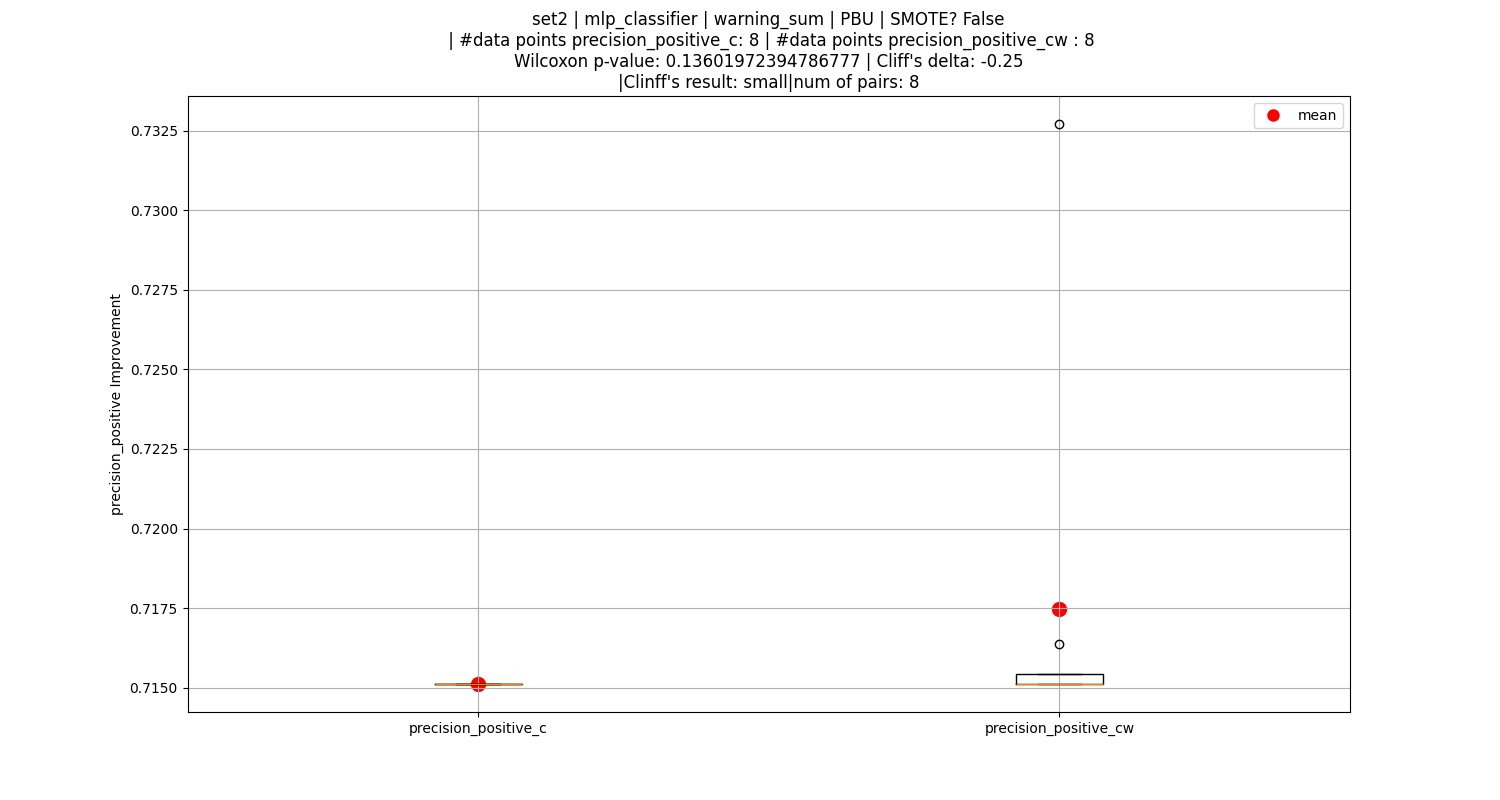 set2 | mlp_classifier | warning_sum | PBU | SMOTE? False
| #data points precision_positive_c: 8 | #data points precision_positive_cw : 8
Wilcoxon p-value: 0.13601972394786777 | Cliff's delta: -0.25
|Clinff's result: small|num of pairs: 8
mean
0.7325
0.7300
0.7275
0.7250
0.7225
0.7200
0.7175
0.7150
precision_positive Improvement
precision_positive_c
precision_positive_cw